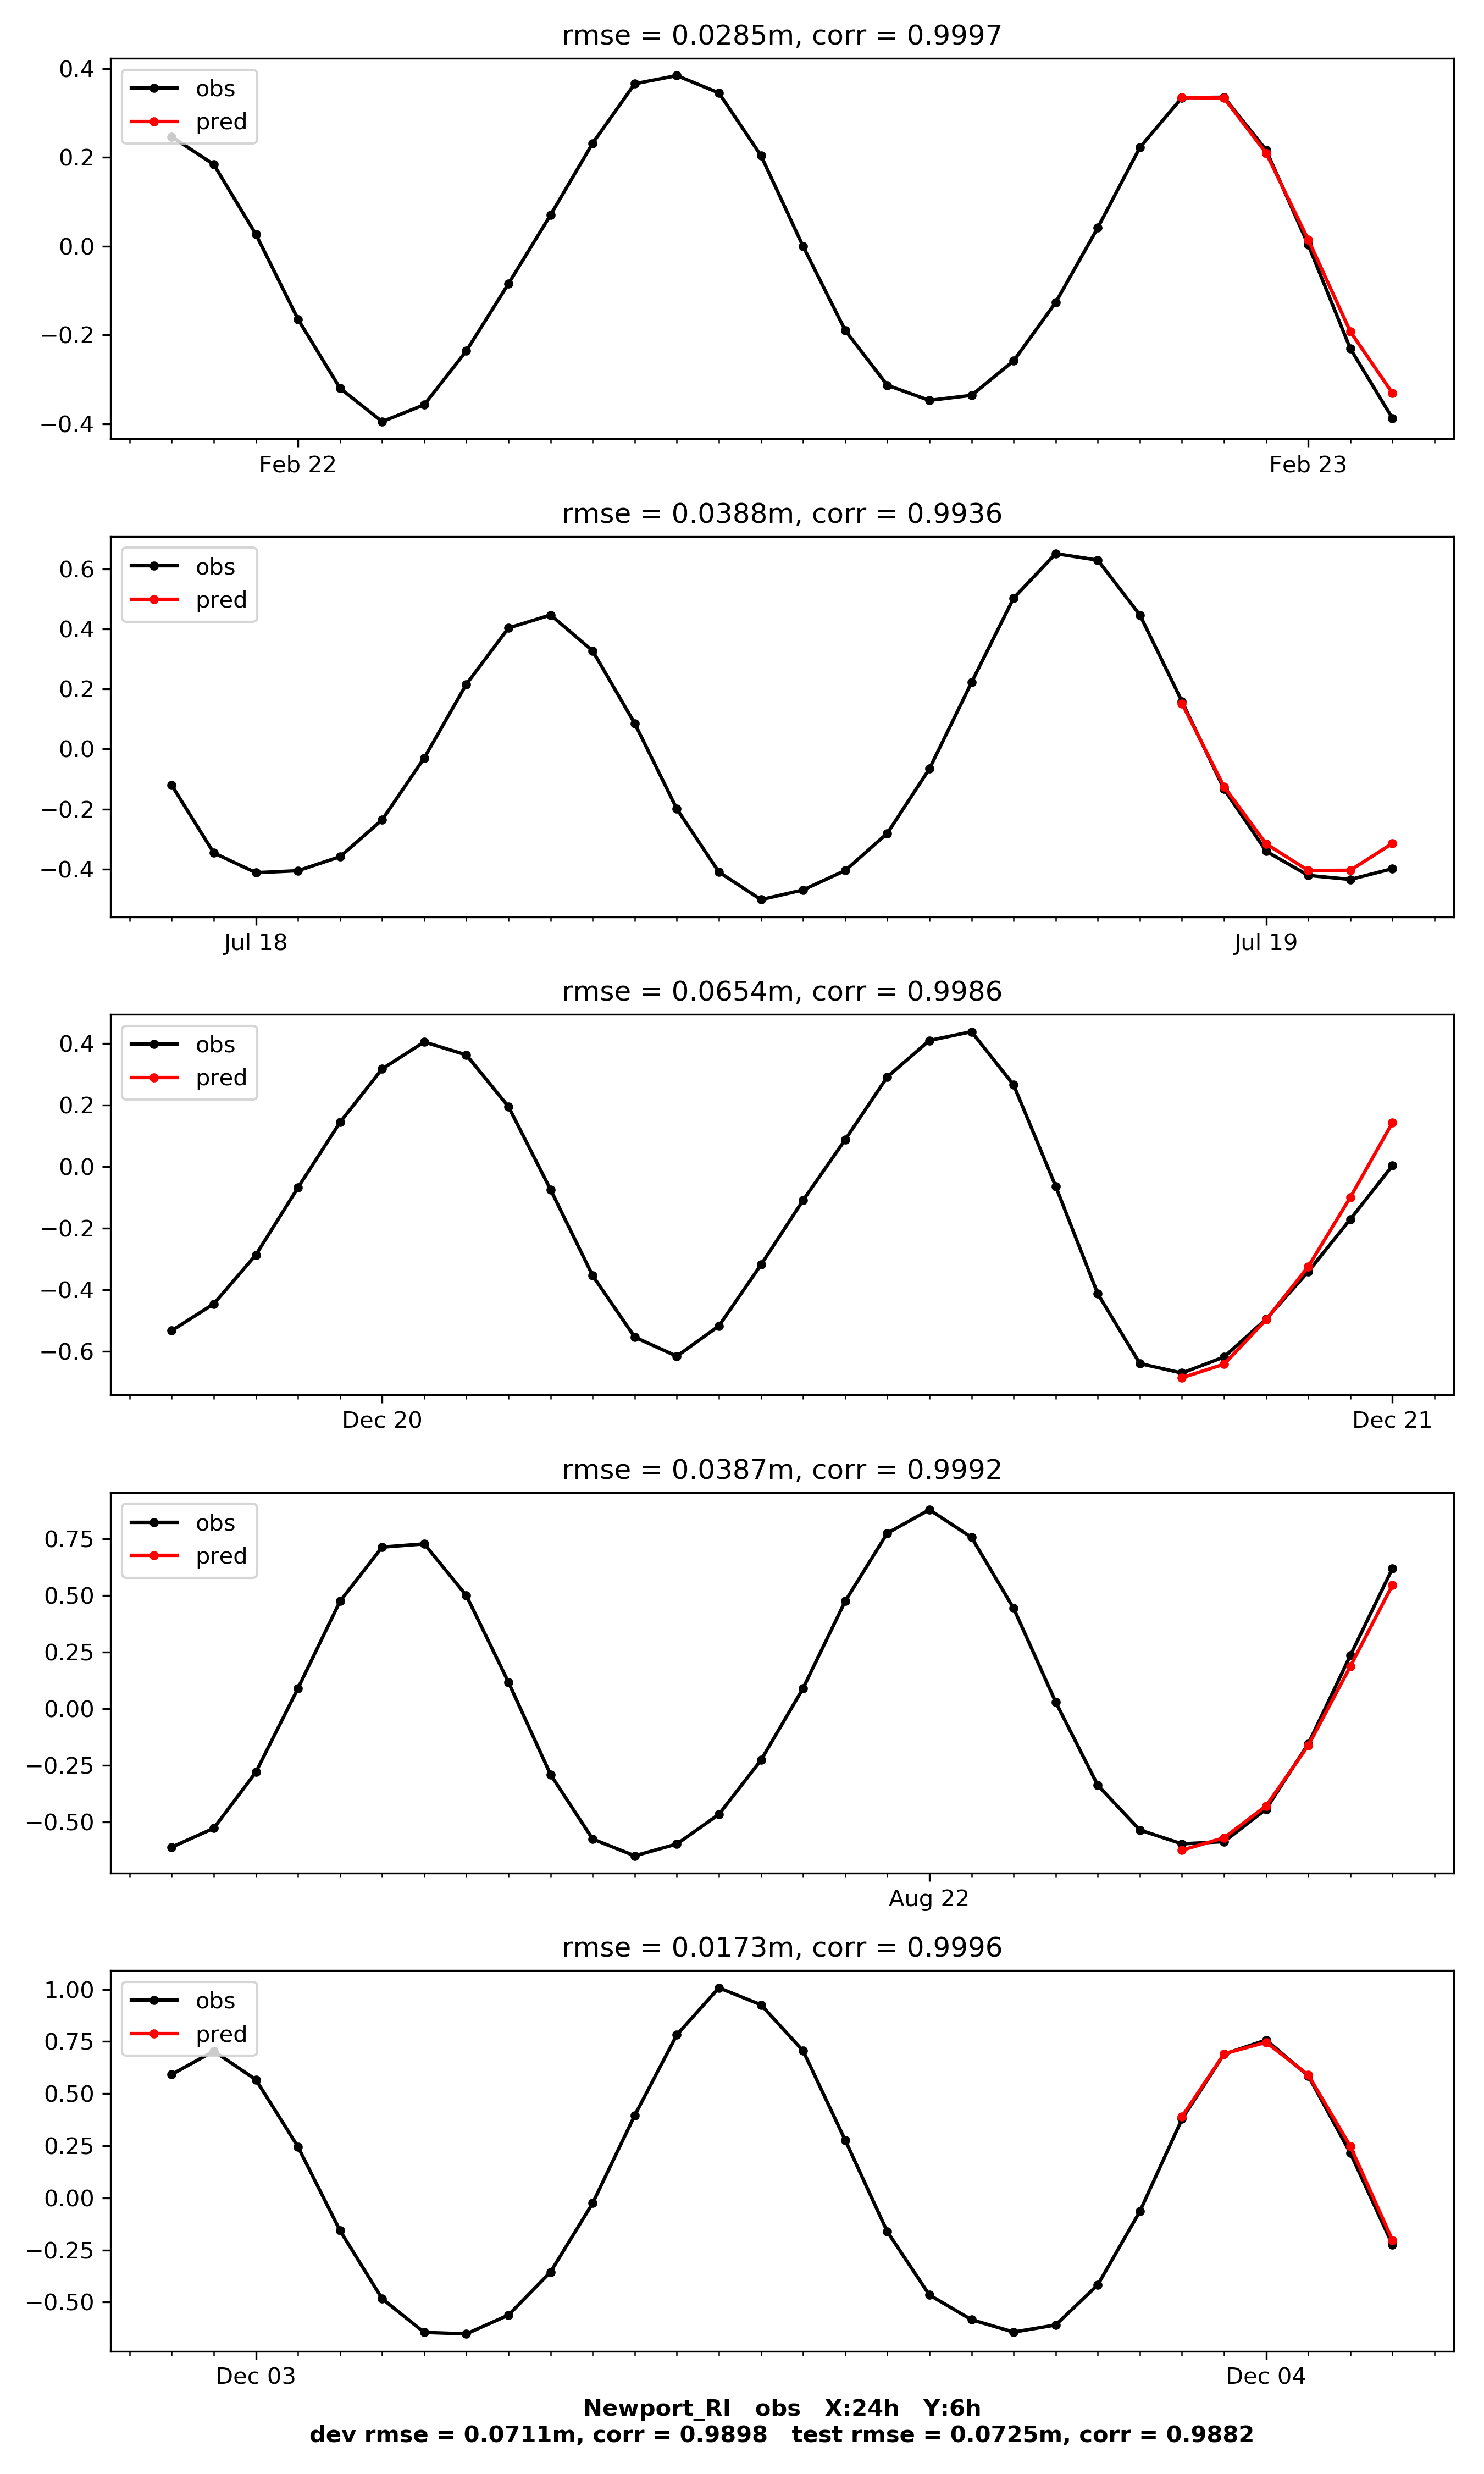 rmse = 0.0285m, corr = 0.9997
0.4
obs
pred
0.2
0.0
−0.2
−0.4
Feb 22 Feb 23
rmse = 0.0388m, corr = 0.9936
obs
0.6
pred
0.4
0.2
0.0
−0.2
−0.4
Jul 18 Jul 19
rmse = 0.0654m, corr = 0.9986
0.4 obs
pred
0.2
0.0
−0.2
−0.4
−0.6
Dec 20 Dec 21
rmse = 0.0387m, corr = 0.9992
obs
0.75
pred
0.50
0.25
0.00
−0.25
−0.50
Aug 22
rmse = 0.0173m, corr = 0.9996
1.00
obs
0.75 pred
0.50
0.25
0.00
−0.25
−0.50
Dec 03 Dec 04
Newport_RI obs X:24h Y:6h
dev rmse = 0.0711m, corr = 0.9898 test rmse = 0.0725m, corr = 0.9882